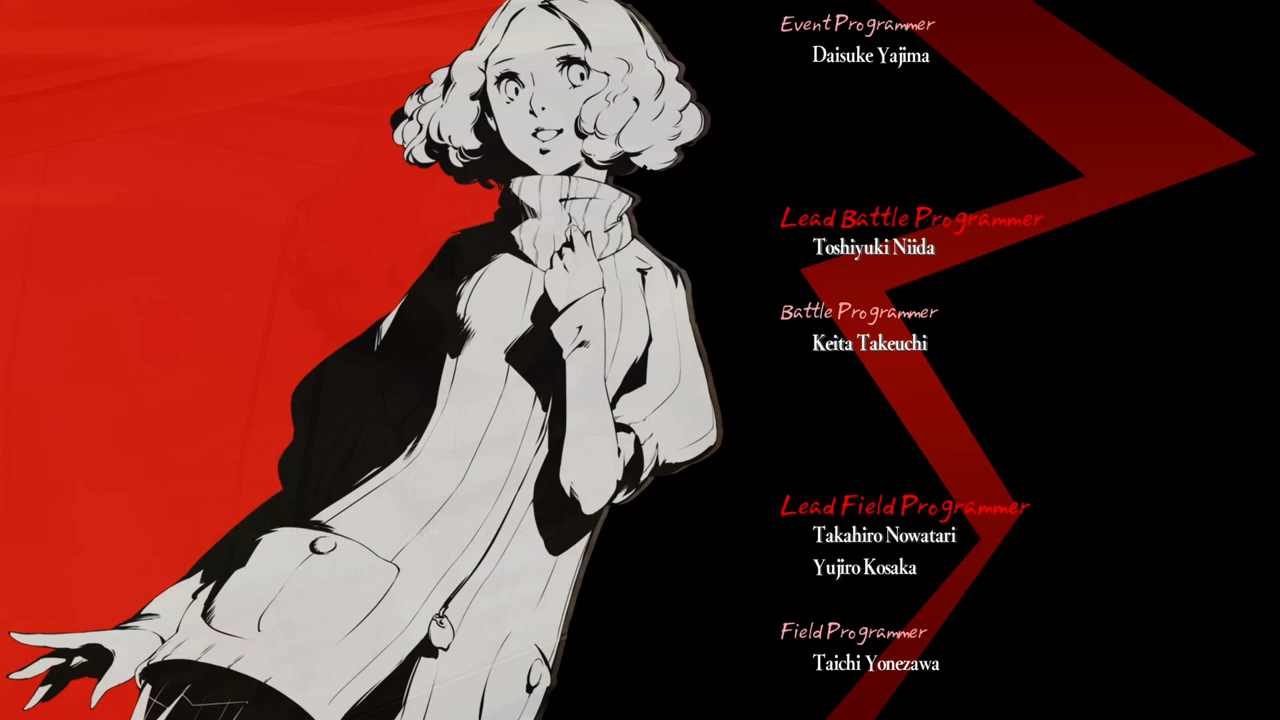 Event Programmer
Daisuke Yajima
Lead Battle Programmer
Toshiyuki Niida
Battle Programmer
Keita Takeuchi
Lead Field Programmer
Takahiro Nowatari
Yujiro Kosaka
Field Programmer
Taichi Yonezawa